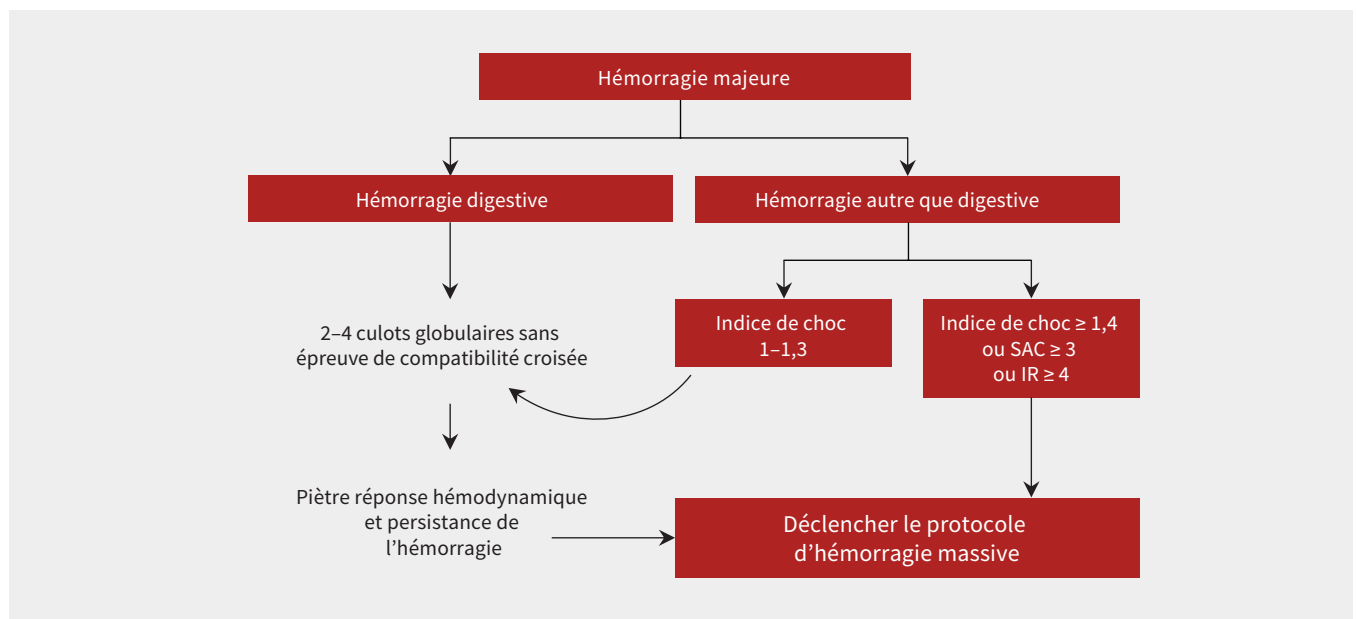 Hémorragie majeure
Hémorragie digestive
Hémorragie autre que digestive
2–4 culots globulaires sans
épreuve de compatibilité croisée
Indice de choc
1–1,3
Indice de choc ≥ 1,4
ou SAC ≥ 3
ou IR ≥ 4
Piètre réponse hémodynamique
et persistance de
l’hémorragie
Déclencher le protocole
d’hémorragie massive